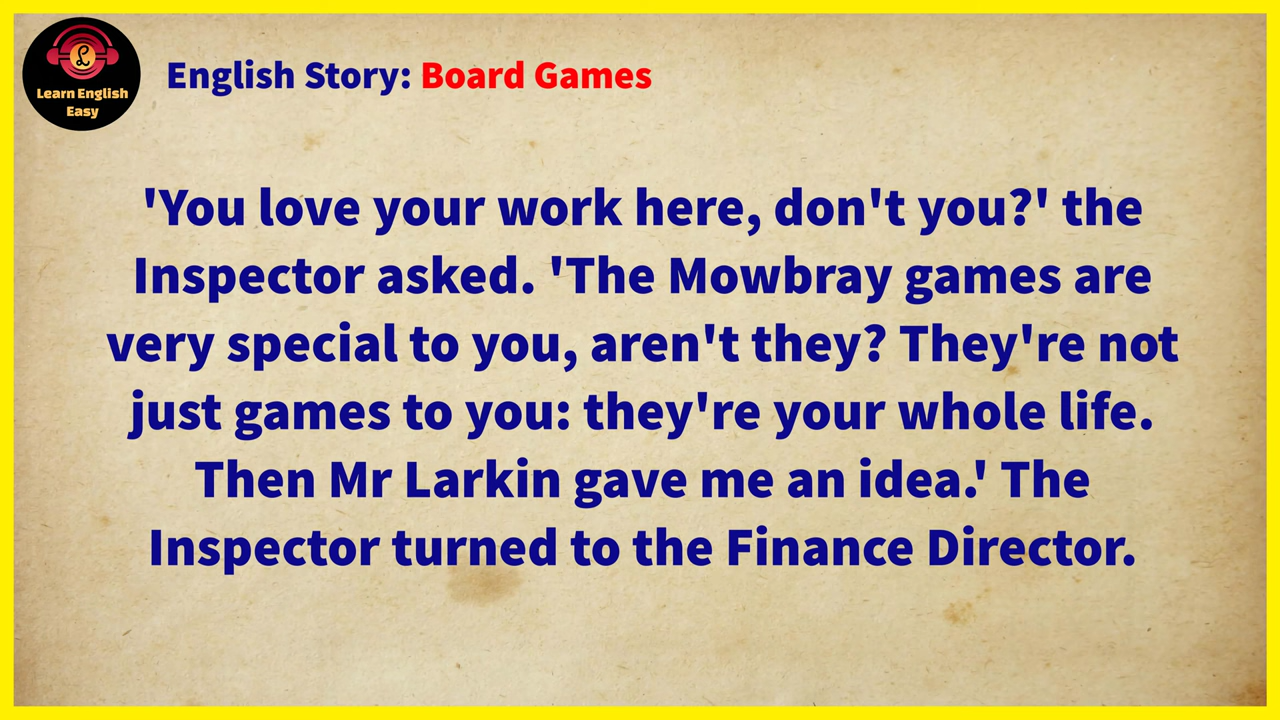 Learn English
Easy
English Story: Board Games
'You love your work here, don't you?' the
Inspector asked. 'The Mowbray games are
very special to you, aren't they? They're not
just games to you: they're your whole life.
Then Mr Larkin gave me an idea.' The
Inspector turned to the Finance Director.